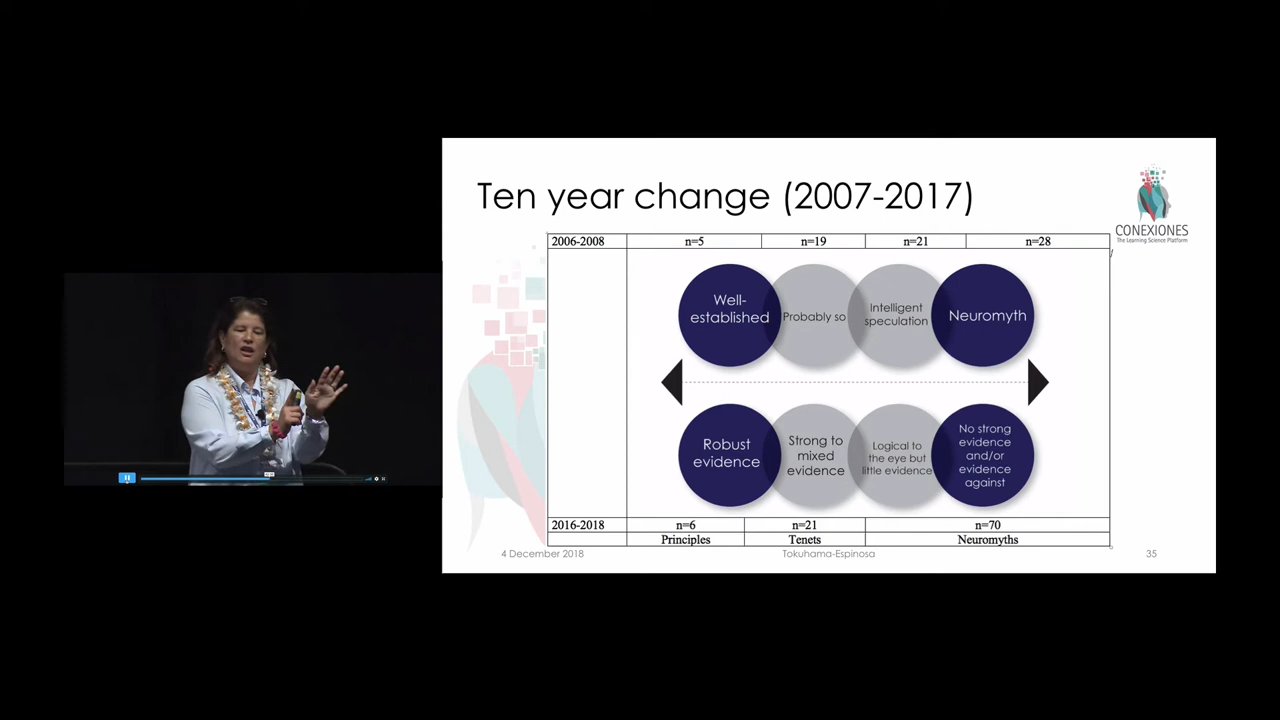 Ten year change (2007-2017)
CONEXIONES
The Learning Science Platform
2006-2008 n=5 n=19 n=21 n=28
Well-
established
Probably so
Intelligent
speculation
Neuromyth
Robust
evidence
Strong to
mixed
evidence
Logical to
the eye but
little evidence
No strong
evidence
and/or
evidence
against
2016-2018 n=6 n=21 n=70
Principles Tenets Neuromyths
4 December 2018 Tokuhama-Espinosa 35